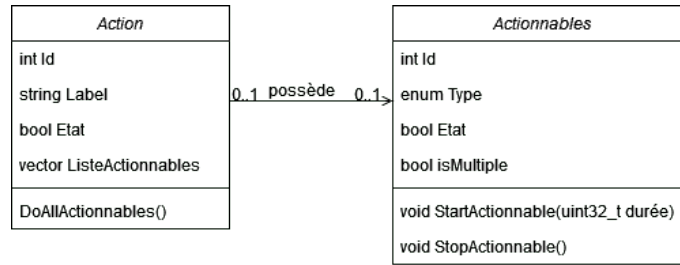 Action
int Id
string Label
bool Etat
vector ListeActionnables
DoAllActionnables()
0..1 possède 0..1
Actionnables
int Id
enum Type
bool Etat
bool isMultiple
void StartActionnable(uint32_t durée)
void StopActionnable()